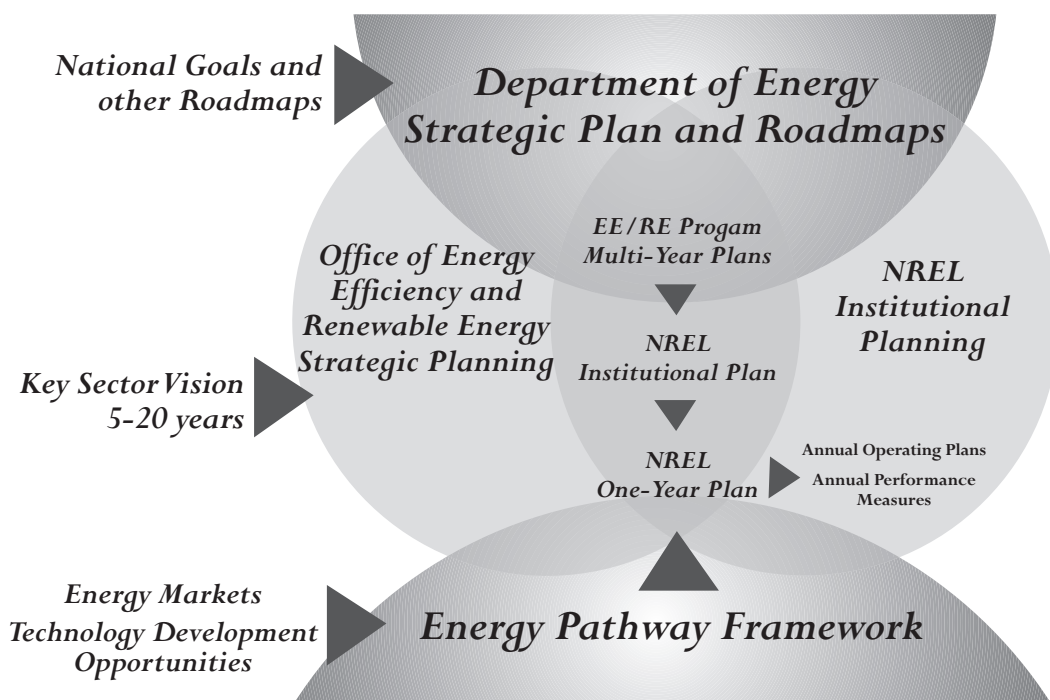 National Goals and
other Roadmaps
Department of Energy
Strategic Plan and Roadmaps
EE/RE Progam
Multi-Year Plans
Office of Energy
Efficiency and
Renewable Energy
Strategic Planning
NREL
Institutional
Planning
NREL
Institutional Plan
Key Sector Vision
5-20 years
NREL
One-Year Plan
Annual Operating Plans
Annual Performance
Measures
Energy Markets
Technology Development
Opportunities
Energy Pathway Framework